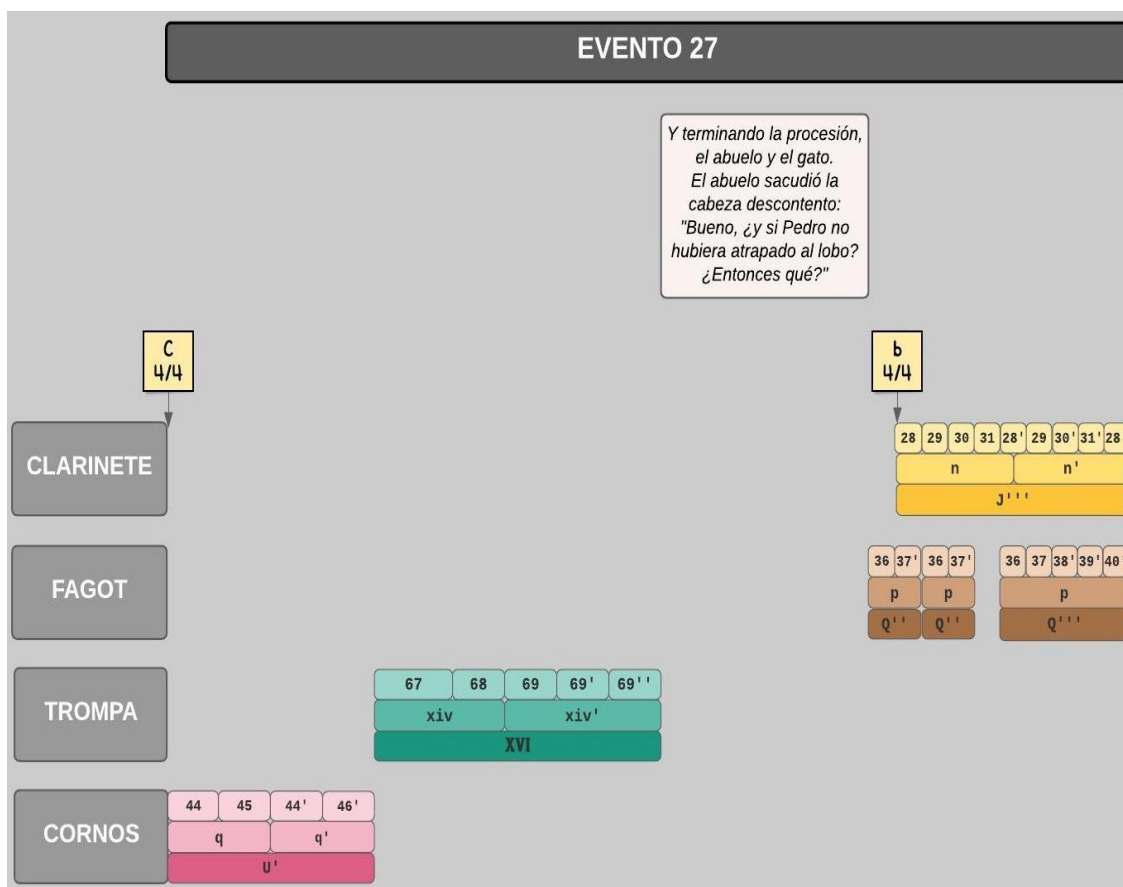 EVENTO 27
Y terminando la procesión,
el abuelo y el gato.
El abuelo sacudió la
cabeza descontento:
"Bueno, ¿y si Pedro no
hubiera atrapado al lobo?
¿Entonces qué?"
C
4/4
b
4/4
CLARINETE
28 29 30 31 28' 29 30' 31' 28
n n'
J'''
FAGOT
36 37' 36 37' 36 37 38' 39' 40'
p p p
Q'' Q'' Q'''
TROMPA
67 68 69 69' 69''
xiv xiv'
XVI
CORNOS
44 45 44' 46'
q q'
U'